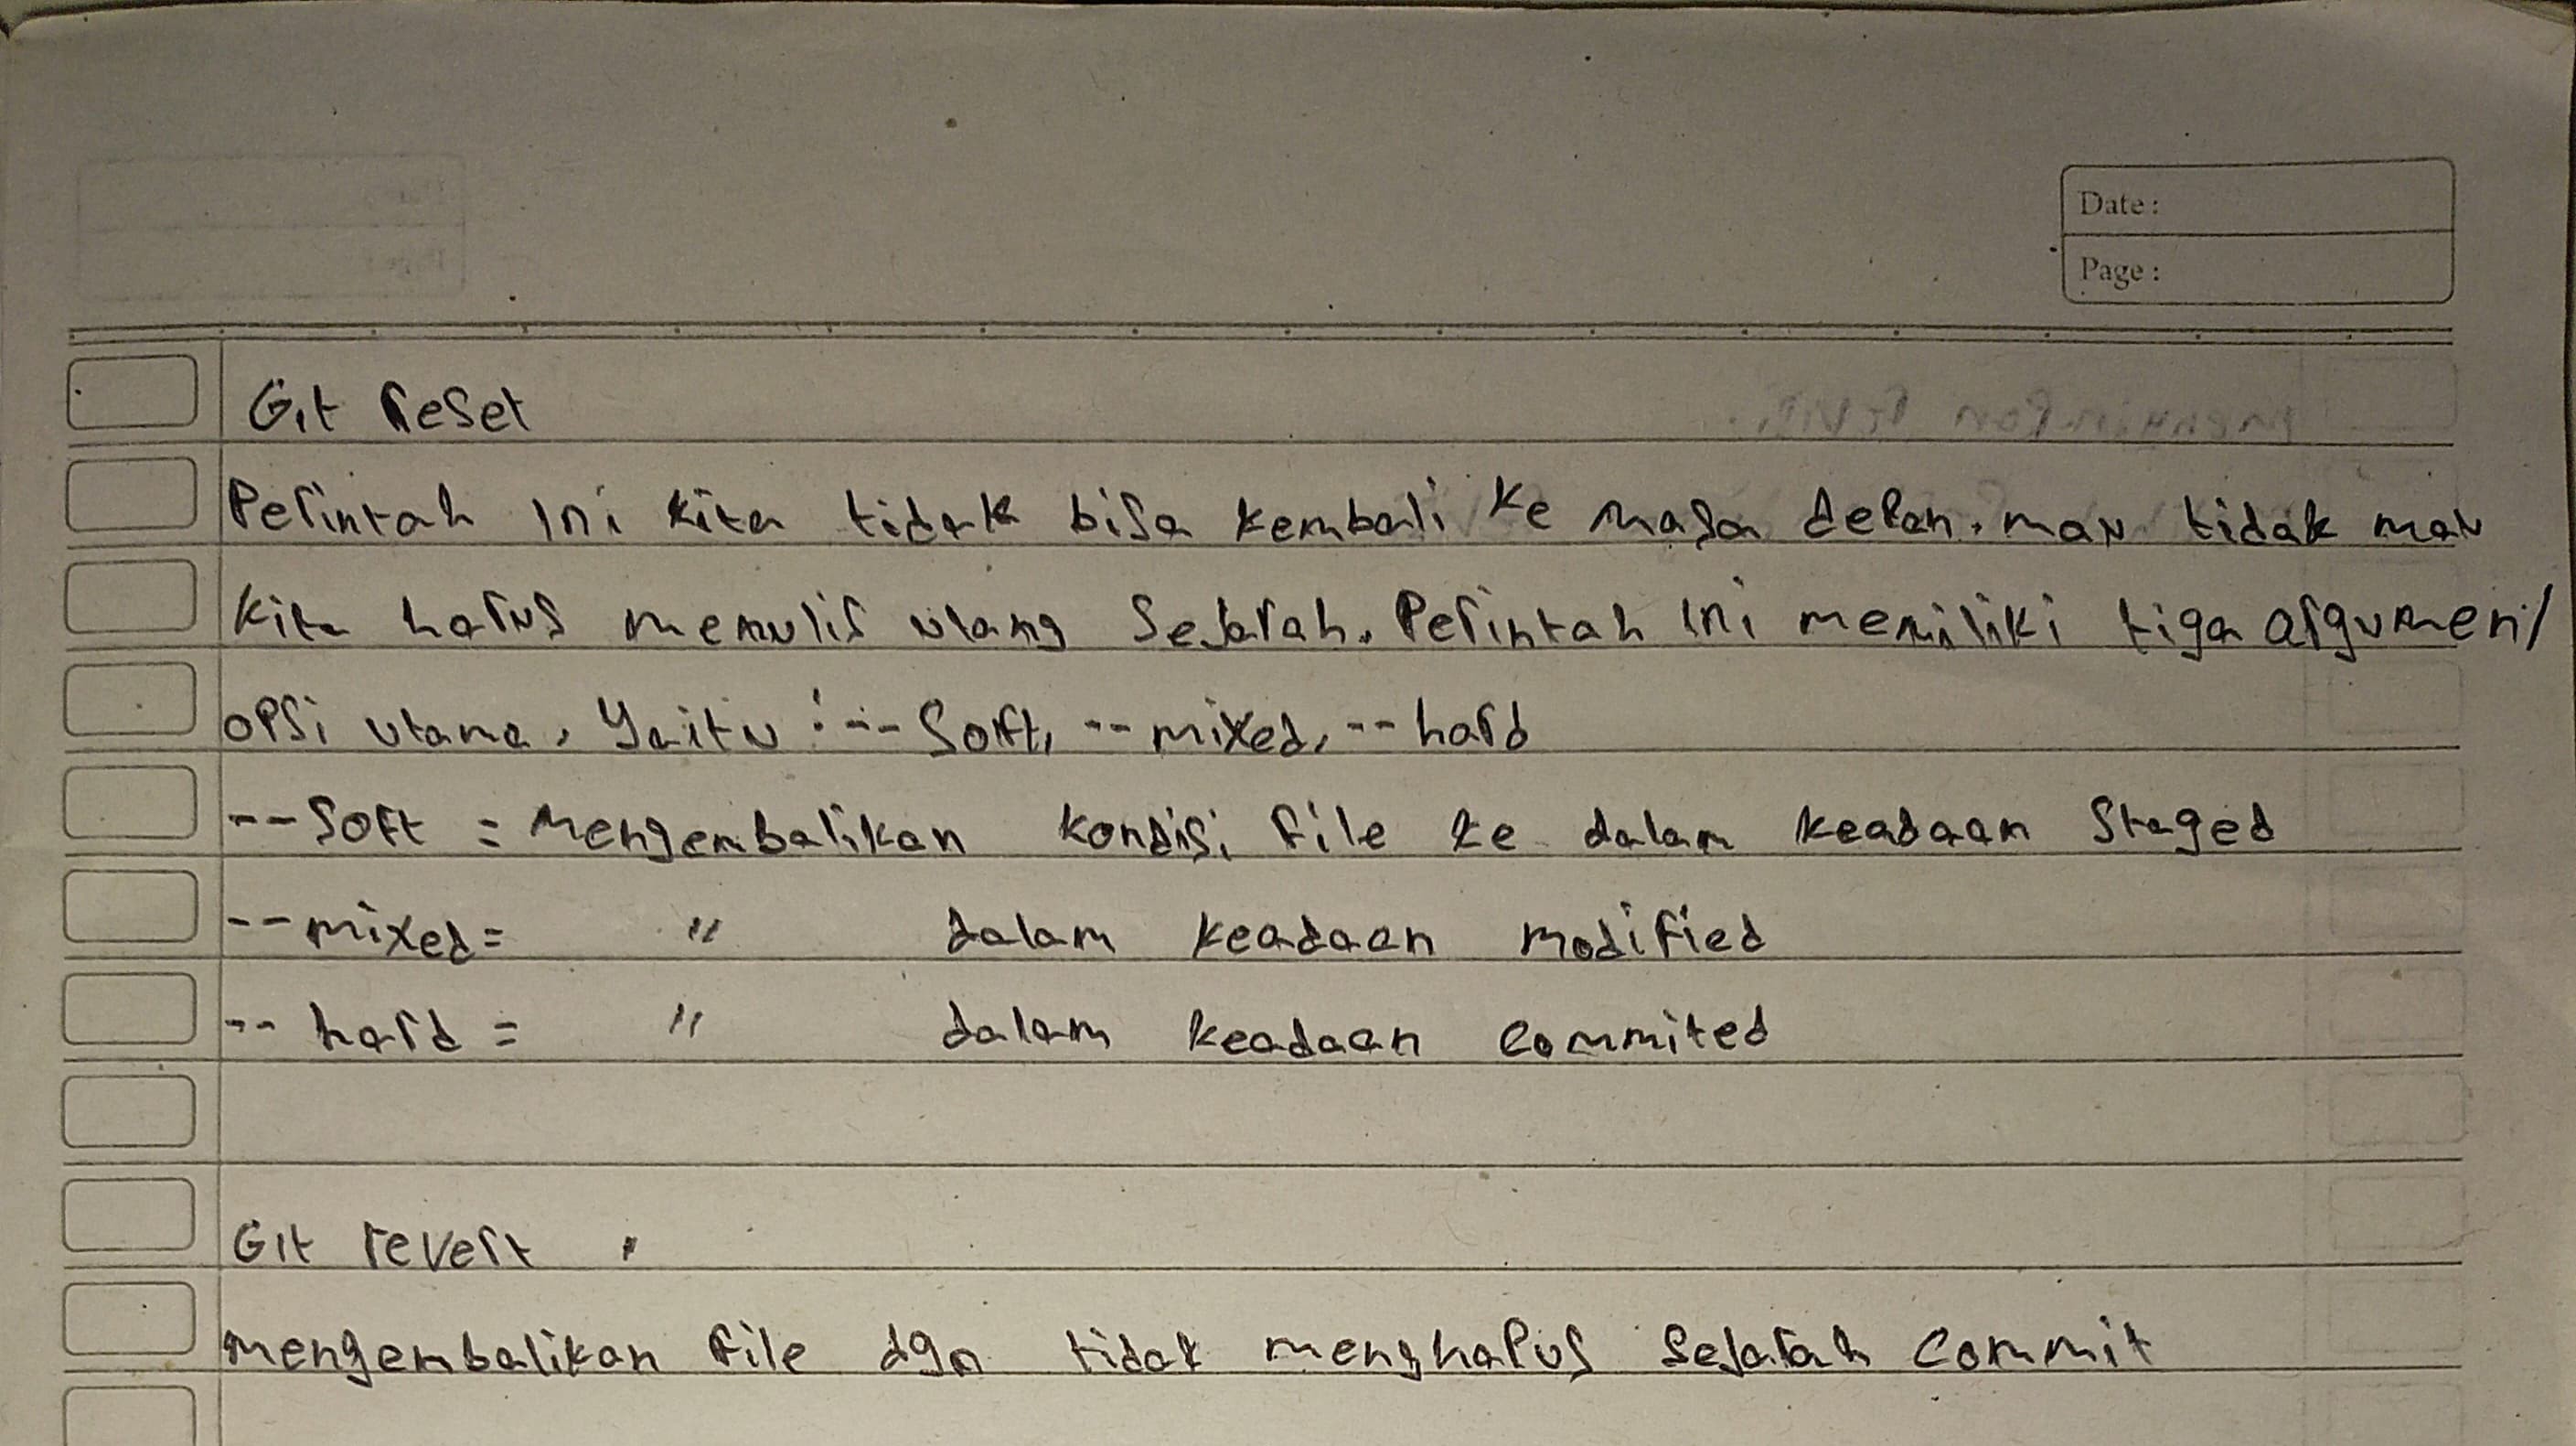 Date :
Page :
Git reset
Perintah ini kita tidak bisa kembali ke masa depan. mau tidak mau
kita harus menulis ulang Sejarah. Perintah ini memiliki tiga argumen/
opsi utama, yaitu : -- Soft, -- mixed, -- hard
-- Soft = Mengembalikan kondisi file ke dalam keadaan Staged
-- mixed = " dalam keadaan modified
-- hard = " dalam keadaan commited
Git revert .
mengembalikan file dgn tidak menghapus Sejarah Commit